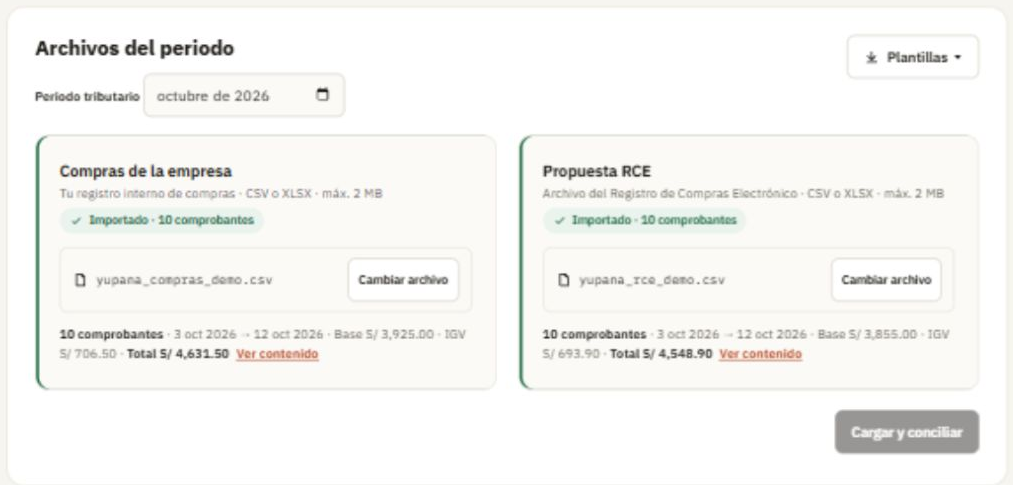 Archivos del periodo
Plantillas
Periodo tributario octubre de 2026
Compras de la empresa
Tu registro interno de compras · CSV o XLSX · máx. 2 MB
✓ Importado · 10 comprobantes
yupana_compras_demo.csv
Cambiar archivo
10 comprobantes · 3 oct 2026 → 12 oct 2026 · Base S/ 3,925.00 · IGV
S/ 706.50 · Total S/ 4,631.50 Ver contenido
Propuesta RCE
Archivo del Registro de Compras Electrónico · CSV o XLSX · máx. 2 MB
✓ Importado · 10 comprobantes
yupana_rce_demo.csv
Cambiar archivo
10 comprobantes · 3 oct 2026 → 12 oct 2026 · Base S/ 3,855.00 · IGV
S/ 693.90 · Total S/ 4,548.90 Ver contenido
Cargar y conciliar